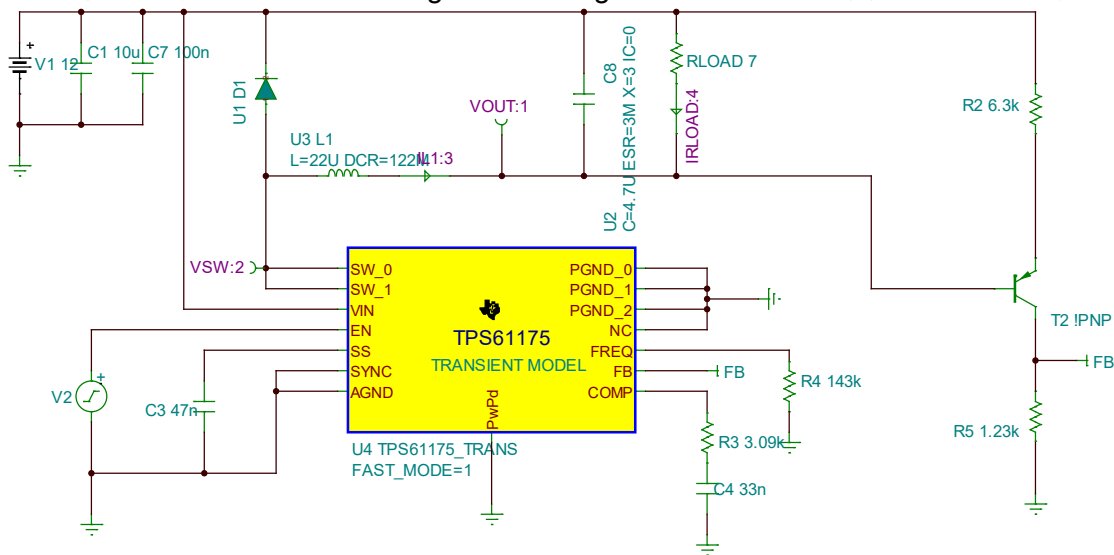 V1 12
C1 10u
C7 100n
U1 D1
U3 L1
L=22U DCR=122M
IL1:3
VOUT:1
C8
U2
C=4.7U ESR=3M X=3 IC=0
RLOAD 7
IRLOAD:4
R2 6.3k
T2 !PNP
FB
R5 1.23k
VSW:2
SW_0
SW_1
VIN
EN
SS
SYNC
AGND
PGND_0
PGND_1
PGND_2
NC
FREQ
FB
COMP
TPS61175
TRANSIENT MODEL
PwPd
U4 TPS61175_TRANS
FAST_MODE=1
V2
C3 47n
FB
R4 143k
R3 3.09k
C4 33n